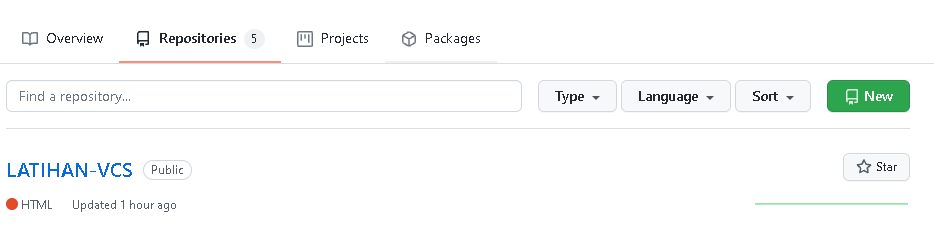 Overview Repositories 5 Projects Packages
Find a repository... Type Language Sort New
LATIHAN-VCS Public Star
HTML Updated 1 hour ago